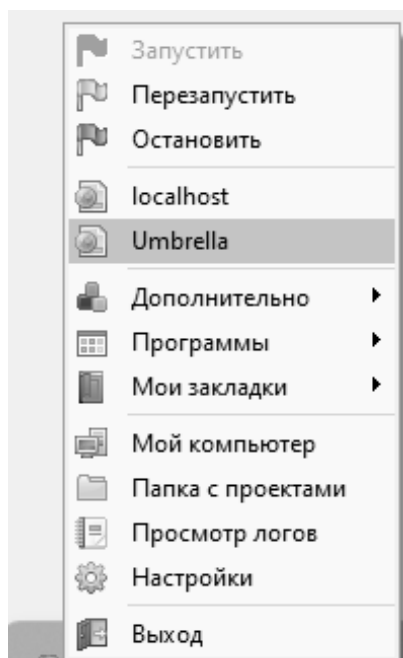 Запустить
Перезапустить
Остановить
localhost
Umbrella
Дополнительно
Программы
Мои закладки
Мой компьютер
Папка с проектами
Просмотр логов
Настройки
Выход